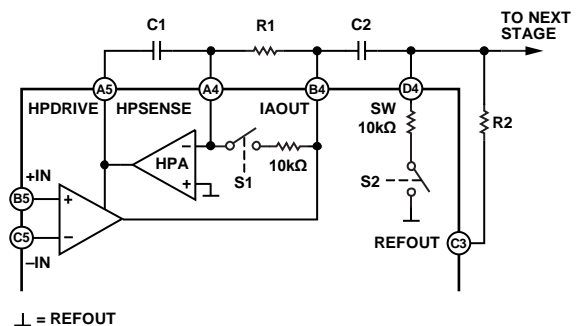 C1
R1
C2
TO NEXT
STAGE
A5
A4
B4
D4
HPDRIVE
HPSENSE
IAOUT
SW
10kΩ
R2
HPA
–
+
S1
10kΩ
S2
+IN
B5
+
C5
–
–IN
REFOUT
C3
= REFOUT